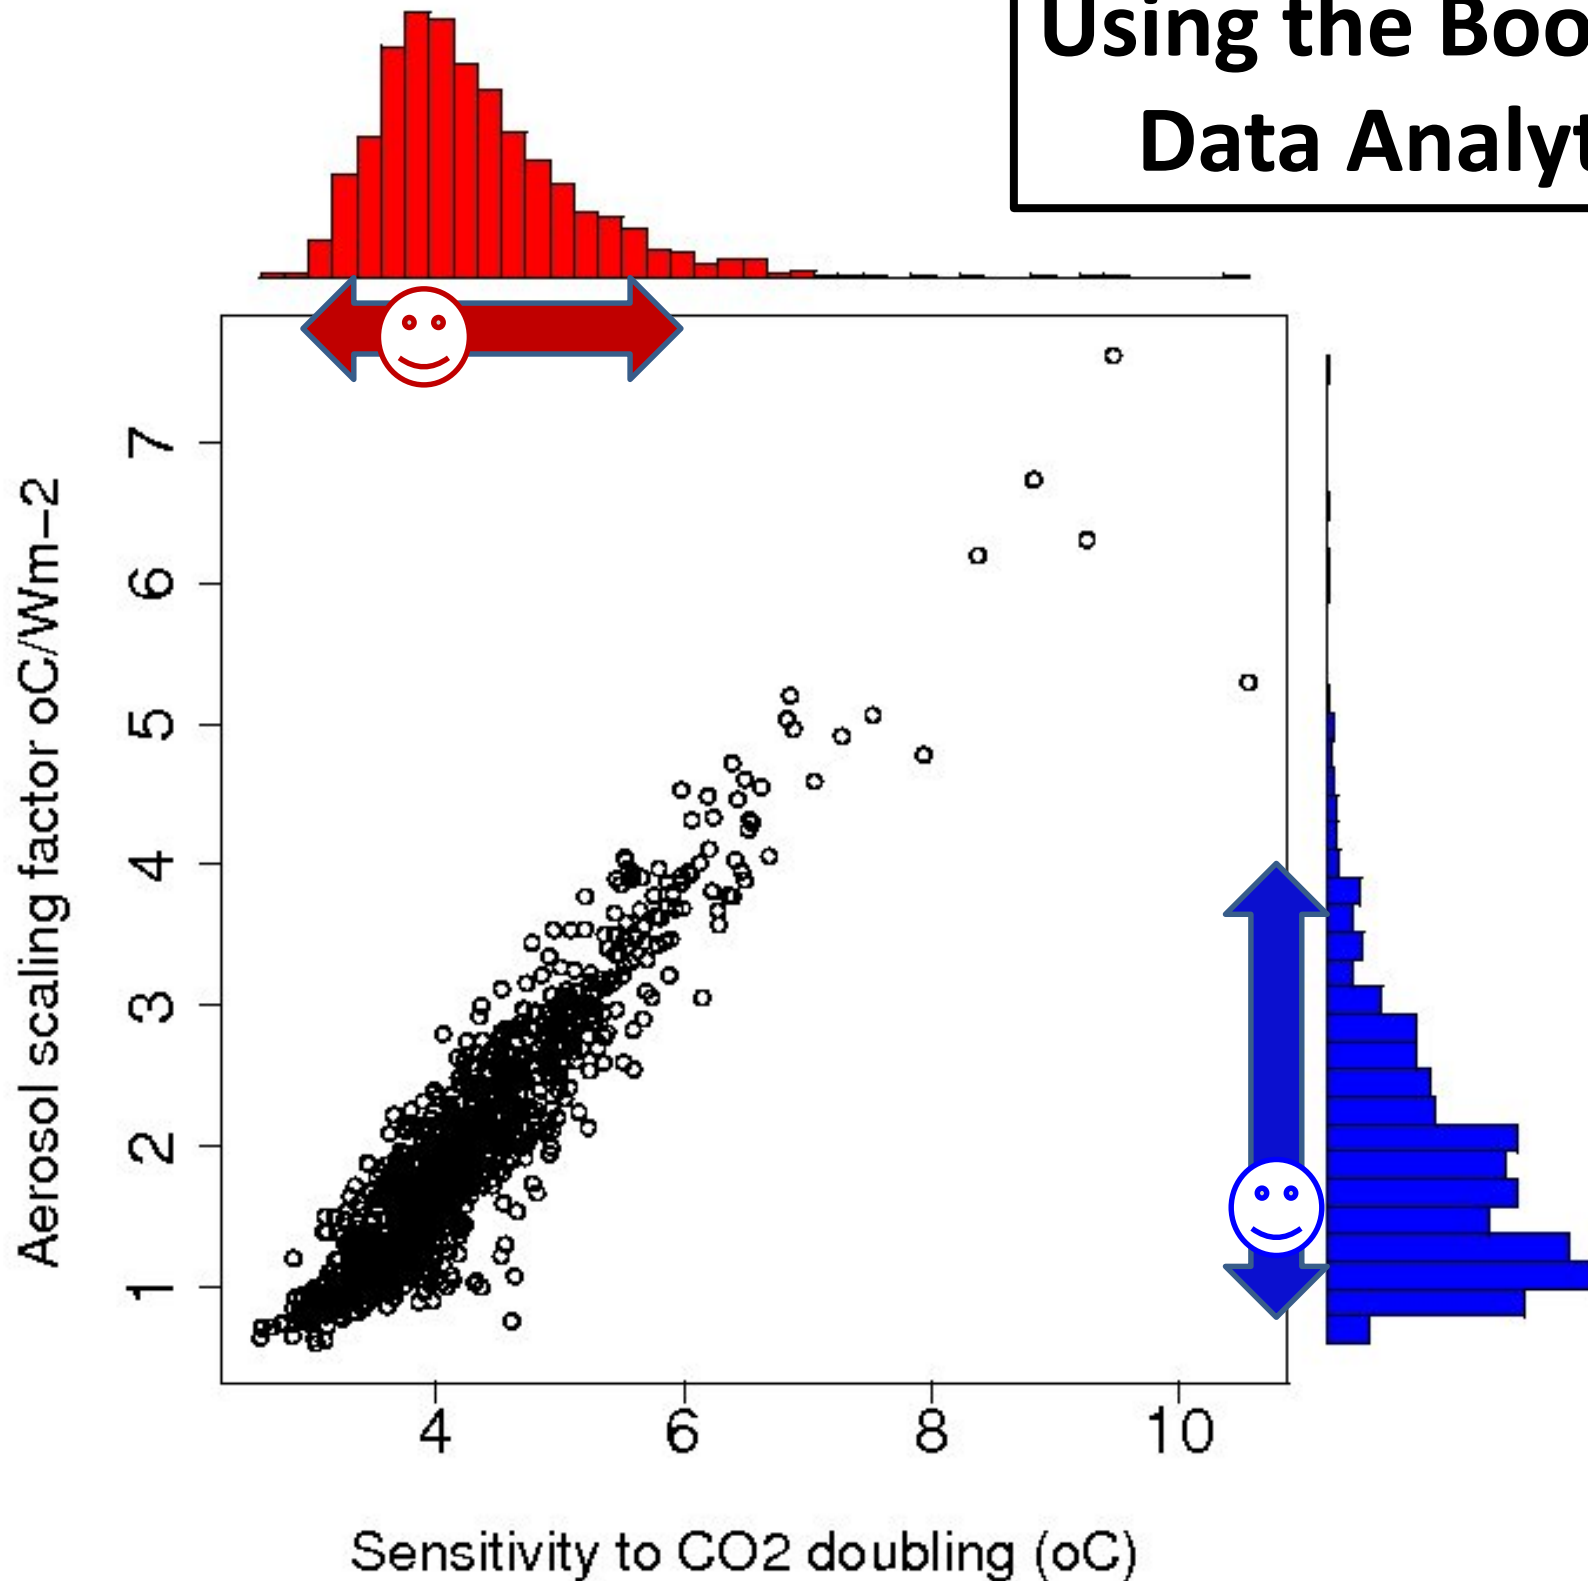 Using the Boo
Data Analyt
Aerosol scaling factor oC/Wm-2
7
6
5
4
3
2
1
4 6 8 10
Sensitivity to CO2 doubling (oC)